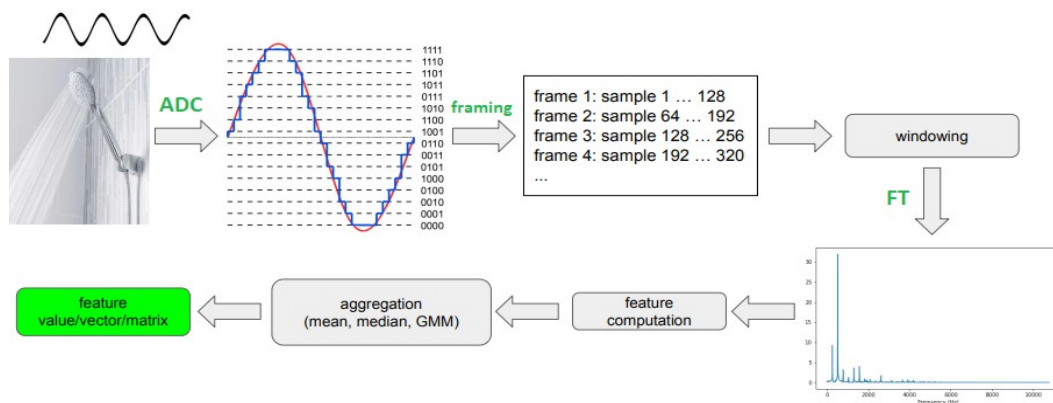 ADC
1111
1110
1101
1011
0111
1010
1100
1001
0110
0011
0101
1000
0100
0010
0001
0000
framing
frame 1: sample 1 … 128
frame 2: sample 64 … 192
frame 3: sample 128 … 256
frame 4: sample 192 … 320
...
windowing
FT
30
25
20
15
10
5
0
0
2000
4000
6000
8000
10000
Frequency (Hz)
feature
computation
aggregation
(mean, median, GMM)
feature
value/vector/matrix